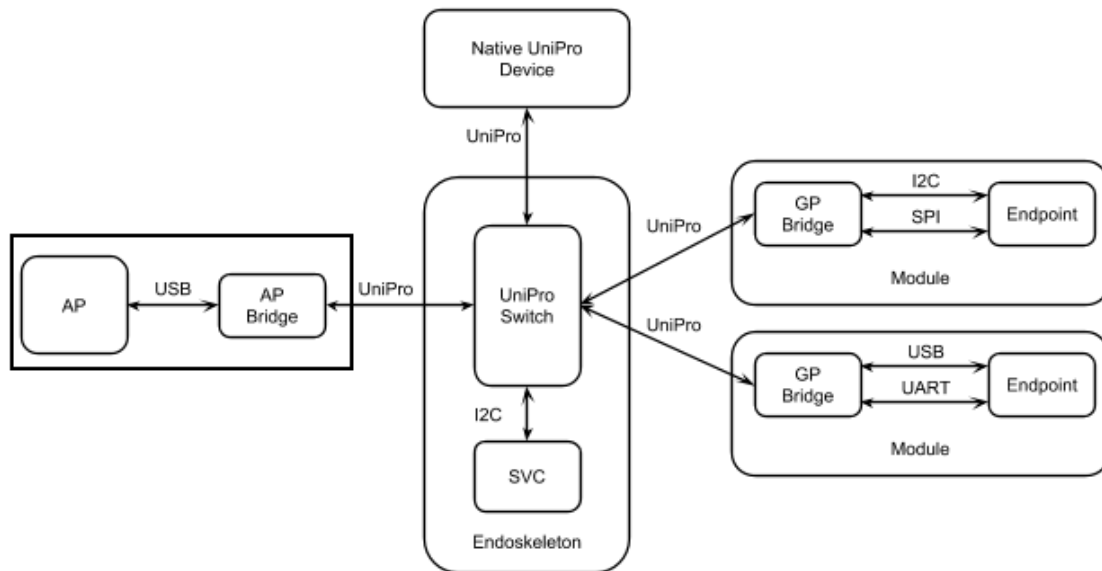 Native UniPro
Device
UniPro
AP
USB
AP
Bridge
UniPro
UniPro
Switch
I2C
SVC
Endoskeleton
UniPro
GP
Bridge
I2C
SPI
Endpoint
Module
UniPro
GP
Bridge
USB
UART
Endpoint
Module